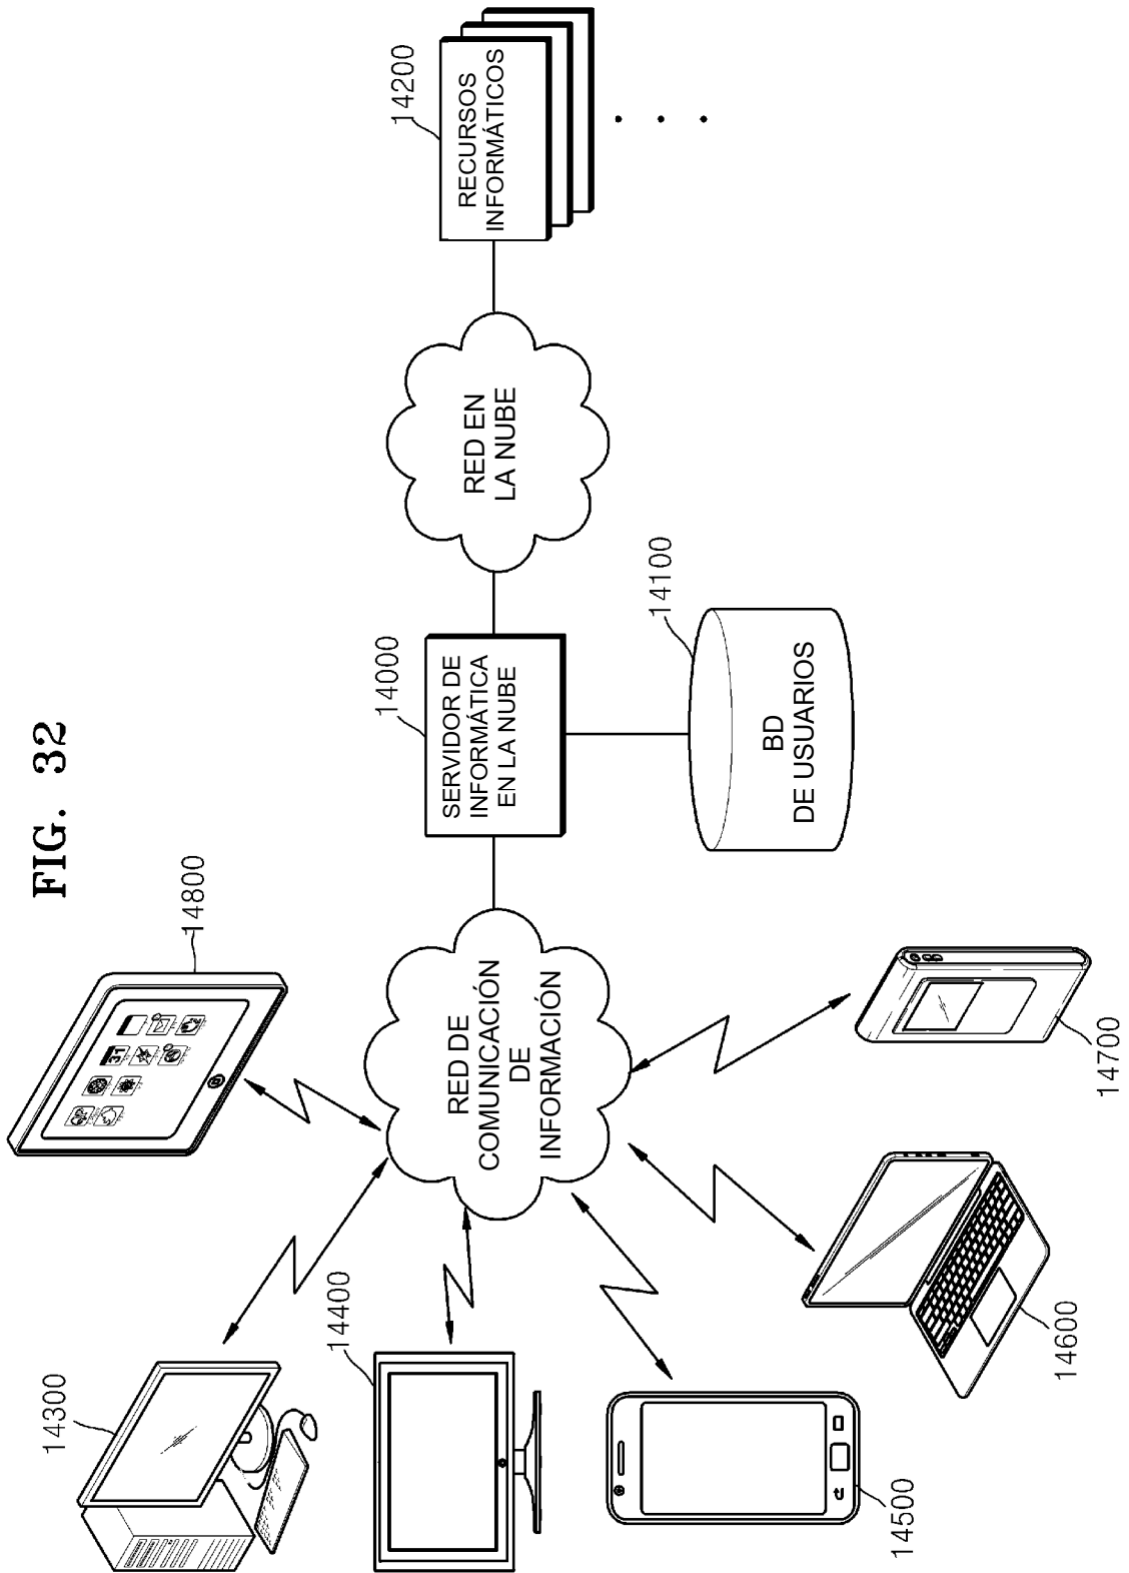 FIG. 32
14800
14300
14400
14500
14600
14700
RED DE
COMUNICACIÓN
DE
INFORMACIÓN
14000
SERVIDOR DE
INFORMÁTICA
EN LA NUBE
14100
BD
DE USUARIOS
RED EN
LA NUBE
14200
RECURSOS
INFORMÁTICOS
31